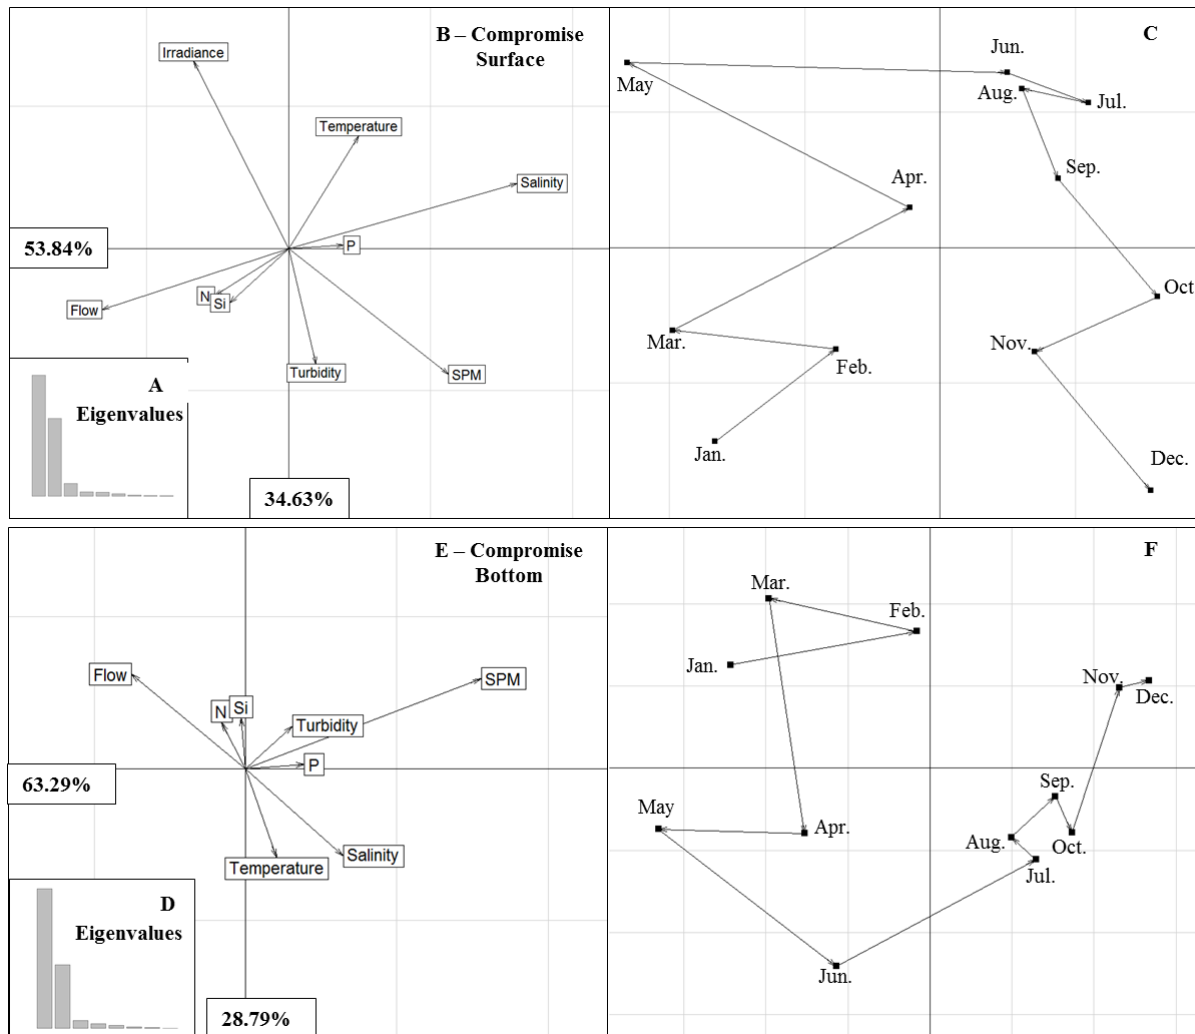 B – Compromise
Surface
Irradiance
Temperature
Salinity
P
53.84%
N
Si
Flow
Turbidity
SPM
A
Eigenvalues
34.63%
C
Jun.
May
Aug.
Jul.
Sep.
Apr.
Oct
Mar.
Nov.
Feb.
Jan.
Dec.
E – Compromise
Bottom
Flow
SPM
N
Si
Turbidity
P
63.29%
Salinity
Temperature
D
Eigenvalues
28.79%
F
Mar.
Feb.
Jan.
Nov.
Dec.
Sep.
May
Apr.
Aug.
Oct.
Jul.
Jun.